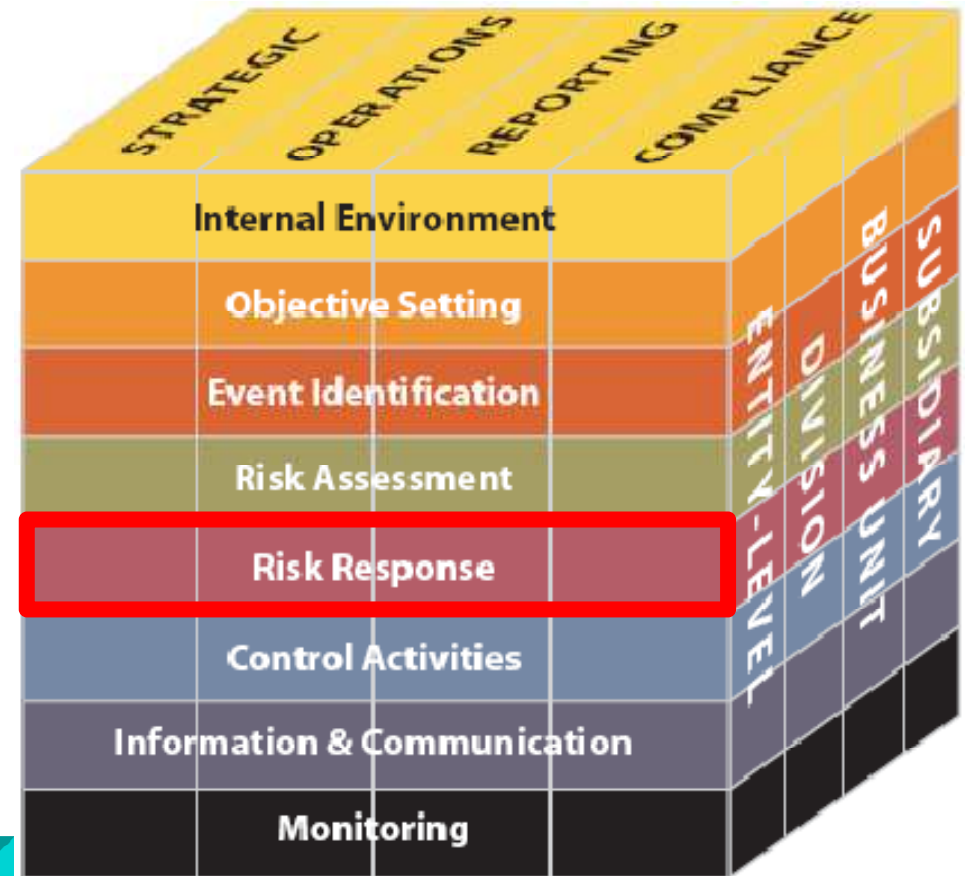 STRATEGIC
OPERATIONS
REPORTING
COMPLIANCE
Internal Environment
Objective Setting
Event Identification
Risk Assessment
Risk Response
Control Activities
Information & Communication
Monitoring
ENTITY-LEVEL
DIVISION
BUSINESS UNIT
SUBSIDIARY